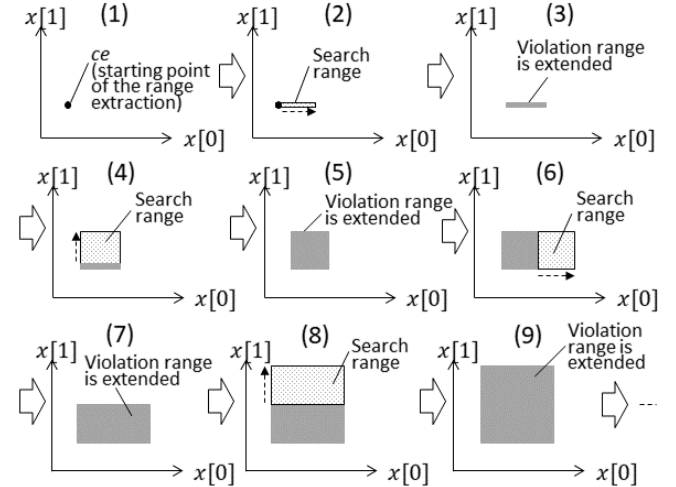 (1)
x[1]
ce
(starting point
of the range
extraction)
x[0]
(2)
x[1]
Search
range
x[0]
(3)
x[1]
Violation range
is extended
x[0]
(4)
x[1]
Search
range
x[0]
(5)
x[1]
Violation range
is extended
x[0]
(6)
x[1]
Search
range
x[0]
(7)
x[1]
Violation range
is extended
x[0]
(8)
x[1]
Search
range
x[0]
(9)
x[1]
Violation
range is
extended
x[0]